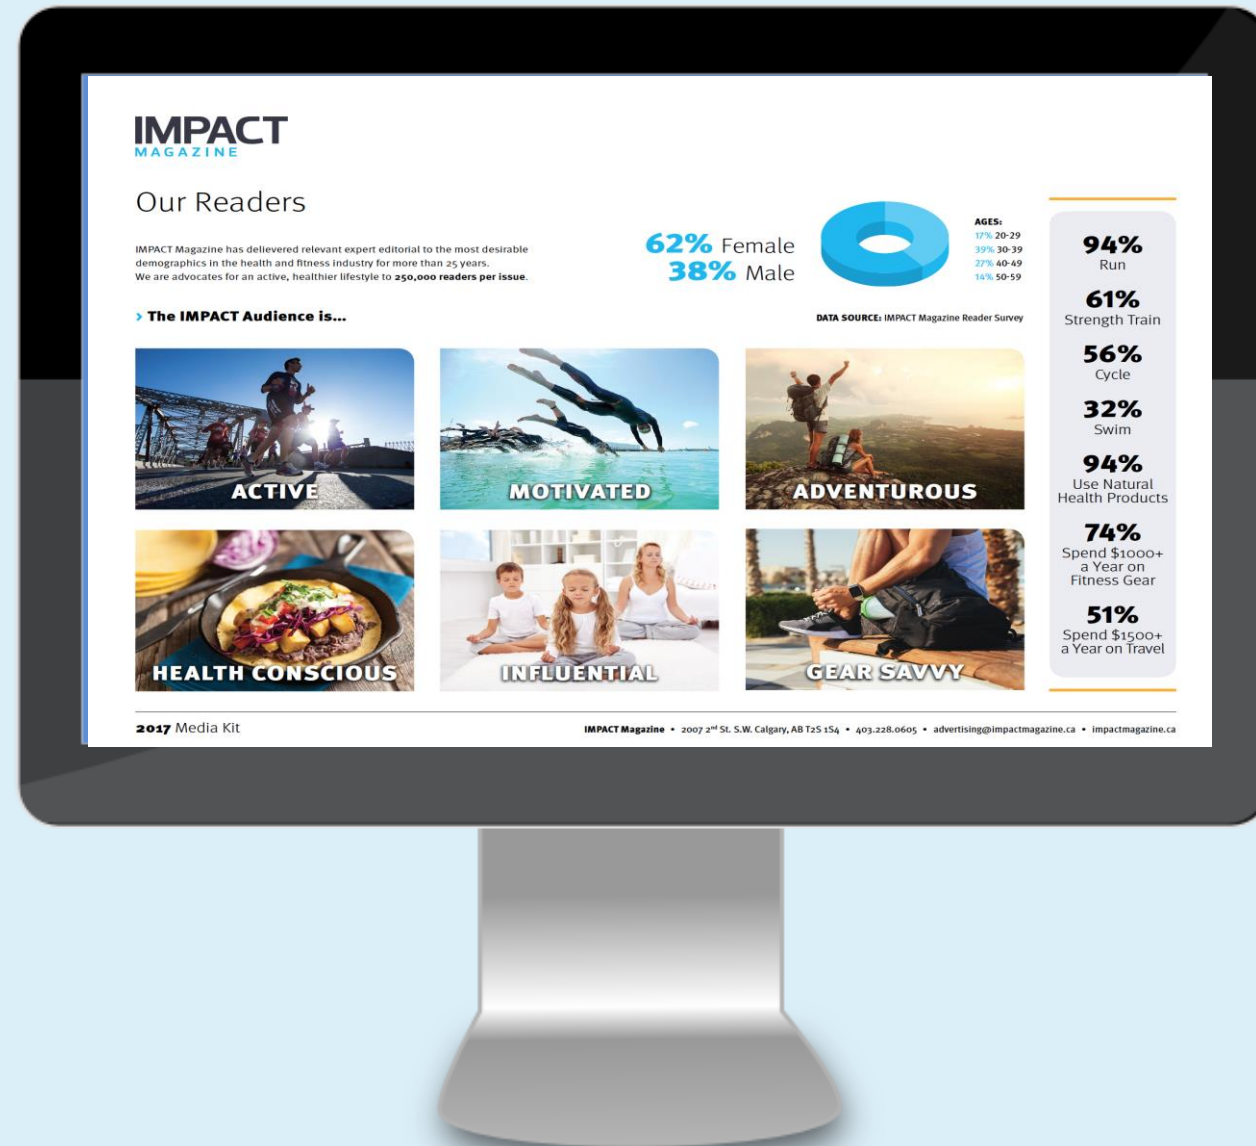 IMPACT
MAGAZINE
Our Readers
IMPACT Magazine has delievered relevant expert editorial to the most desirable
demographics in the health and fitness industry for more than 25 years.
We are advocates for an active, healthier lifestyle to 250,000 readers per issue.
62% Female
38% Male
AGES:
17% 20-29
39% 30-39
27% 40-49
14% 50-59
› The IMPACT Audience is...
DATA SOURCE: IMPACT Magazine Reader Survey
ACTIVE
MOTIVATED
ADVENTUROUS
HEALTH CONSCIOUS
INFLUENTIAL
GEAR SAVVY
94%
Run
61%
Strength Train
56%
Cycle
32%
Swim
94%
Use Natural
Health Products
74%
Spend $1000+
a Year on
Fitness Gear
51%
Spend $1500+
a Year on Travel
2017 Media Kit
IMPACT Magazine • 2007 2nd St. S.W. Calgary, AB T2S 1S4 • 403.228.0605 • advertising@impactmagazine.ca • impactmagazine.ca